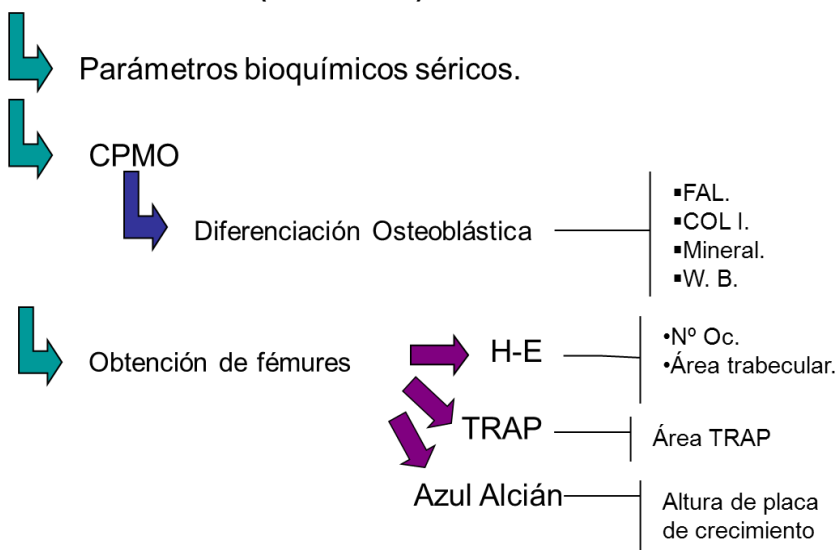 Parámetros bioquímicos séricos.
CPMO
Diferenciación Osteoblástica
▪FAL.
▪COL I.
▪Mineral.
▪W. B.
Obtención de fémures
H-E
•Nº Oc.
•Área trabecular.
TRAP
Área TRAP
Azul Alcián
Altura de placa
de crecimiento